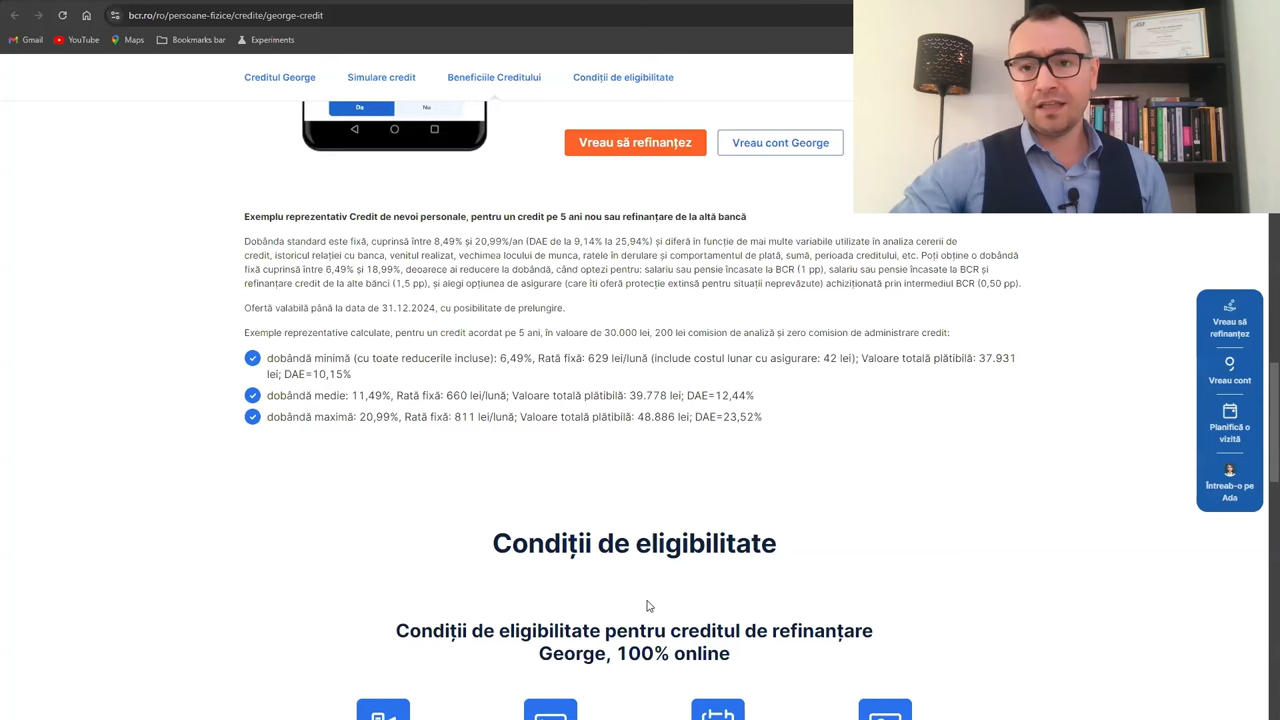 bcr.ro/ro/persoane-fizice/credite/george-credit
Gmail
YouTube
Maps
Bookmarks bar
Experiments
Creditul George
Simulare credit
Beneficiile Creditului
Condiții de eligibilitate
Da
Nu
Vreau să refinanțez
Vreau cont George
Exemplu reprezentativ Credit de nevoi personale, pentru un credit pe 5 ani nou sau refinanțare de la altă bancă
Dobânda standard este fixă, cuprinsă între 8,49% și 20,99%/an (DAE de la 9,14% la 25,94%) și diferă în funcție de mai multe variabile utilizate în analiza cererii de
credit, istoricul relației cu banca, venitul realizat, vechimea locului de munca, ratele în derulare și comportamentul de plată, sumă, perioada creditului, etc. Poți obține o dobândă
fixă cuprinsă între 6,49% și 18,99%, deoarece ai reducere la dobândă, când optezi pentru: salariu sau pensie încasate la BCR (1 pp), salariu sau pensie încasate la BCR și
refinanțare credit de la alte bănci (1,5 pp), și alegi opțiunea de asigurare (care îti oferă protecție extinsă pentru situații neprevăzute) achiziționată prin intermediul BCR (0,50 pp).
Ofertă valabilă până la data de 31.12.2024, cu posibilitate de prelungire.
Exemple reprezentative calculate, pentru un credit acordat pe 5 ani, în valoare de 30.000 lei, 200 lei comision de analiză și zero comision de administrare credit:
dobândă minimă (cu toate reducerile incluse): 6,49%, Rată fixă: 629 lei/lună (include costul lunar cu asigurare: 42 lei); Valoare totală plătibilă: 37.931
lei; DAE=10,15%
dobândă medie: 11,49%, Rată fixă: 660 lei/lună; Valoare totală plătibilă: 39.778 lei; DAE=12,44%
dobândă maximă: 20,99%, Rată fixă: 811 lei/lună; Valoare totală plătibilă: 48.886 lei; DAE=23,52%
Vreau să
refinanțez
Vreau cont
Planifică o
vizită
Întreab-o pe
Ada
Condiții de eligibilitate
Condiții de eligibilitate pentru creditul de refinanțare
George, 100% online